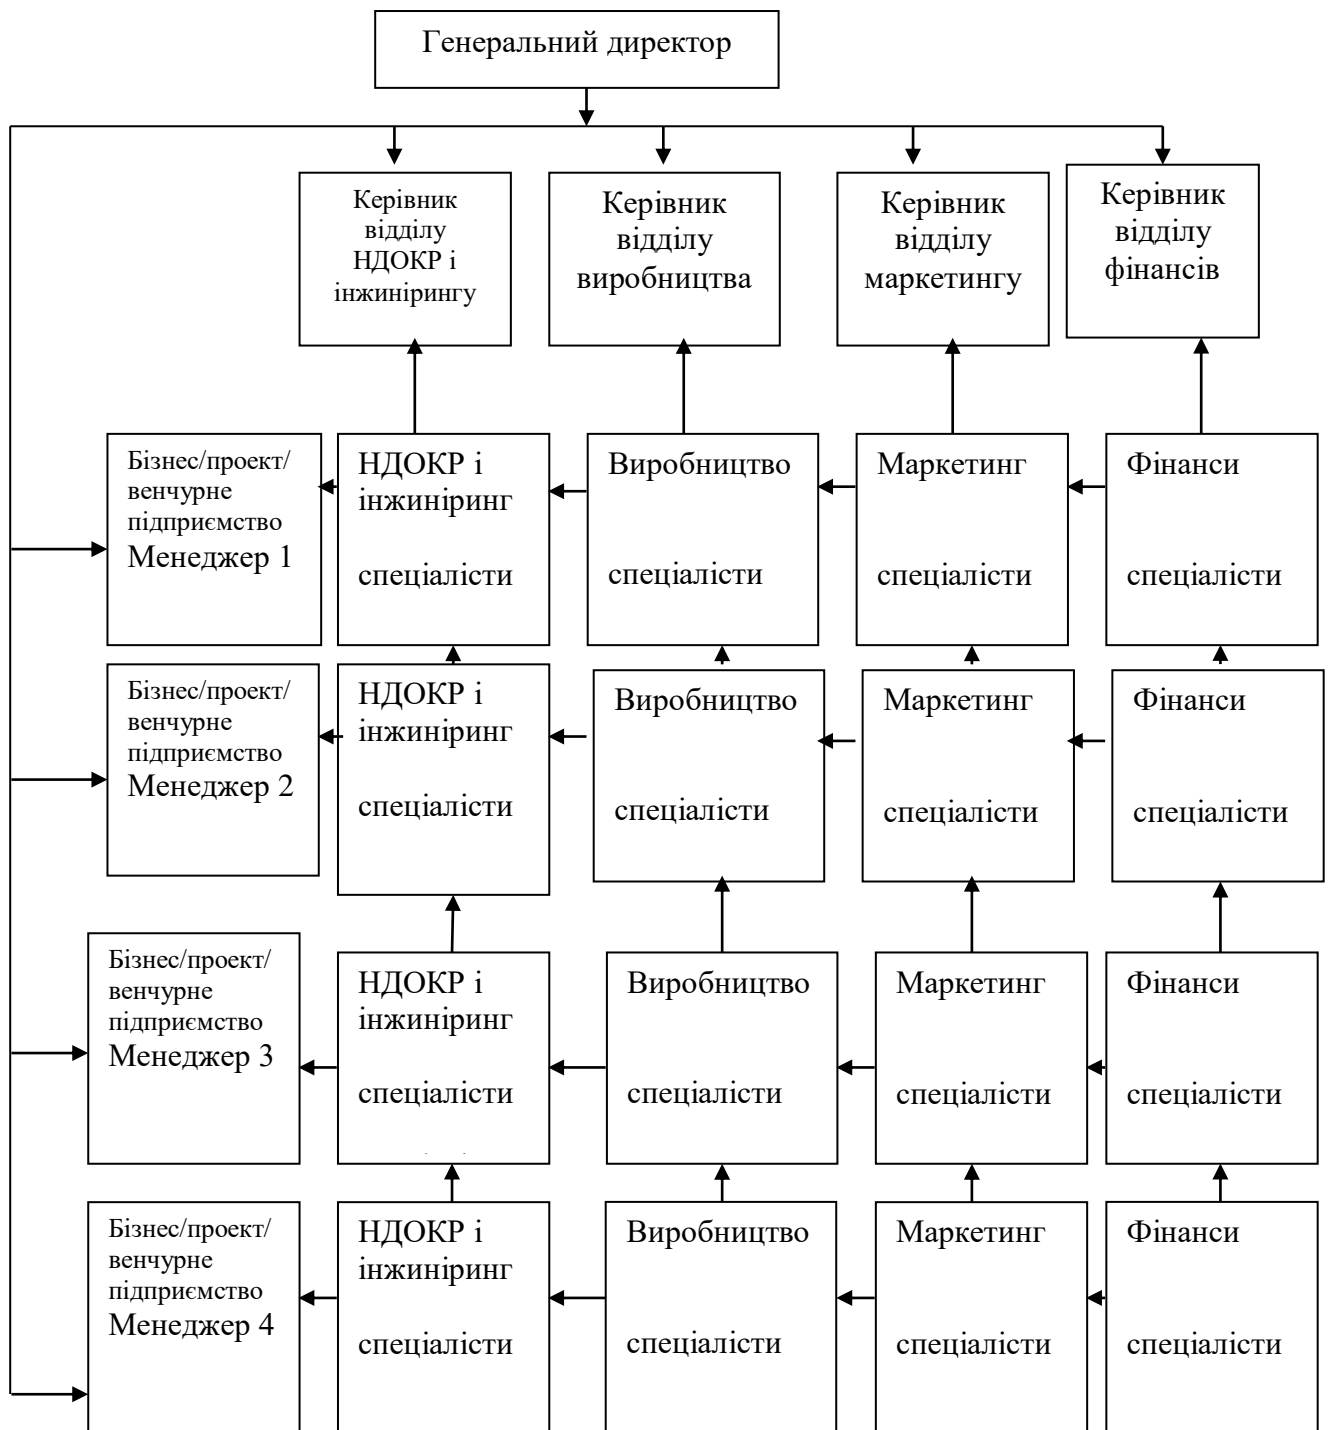 Генеральний директор
Керівник
відділу
НДОКР і
інжинірингу
Керівник
відділу
виробництва
Керівник
відділу
маркетингу
Керівник
відділу
фінансів
Бізнес/проект/
венчурне
підприємство
Менеджер 1
НДОКР і
інжиніринг
спеціалісти
Виробництво
спеціалісти
Маркетинг
спеціалісти
Фінанси
спеціалісти
Бізнес/проект/
венчурне
підприємство
Менеджер 2
НДОКР і
інжиніринг
спеціалісти
Виробництво
спеціалісти
Маркетинг
спеціалісти
Фінанси
спеціалісти
Бізнес/проект/
венчурне
підприємство
Менеджер 3
НДОКР і
інжиніринг
спеціалісти
Виробництво
спеціалісти
Маркетинг
спеціалісти
Фінанси
спеціалісти
Бізнес/проект/
венчурне
підприємство
Менеджер 4
НДОКР і
інжиніринг
спеціалісти
Виробництво
спеціалісти
Маркетинг
спеціалісти
Фінанси
спеціалісти